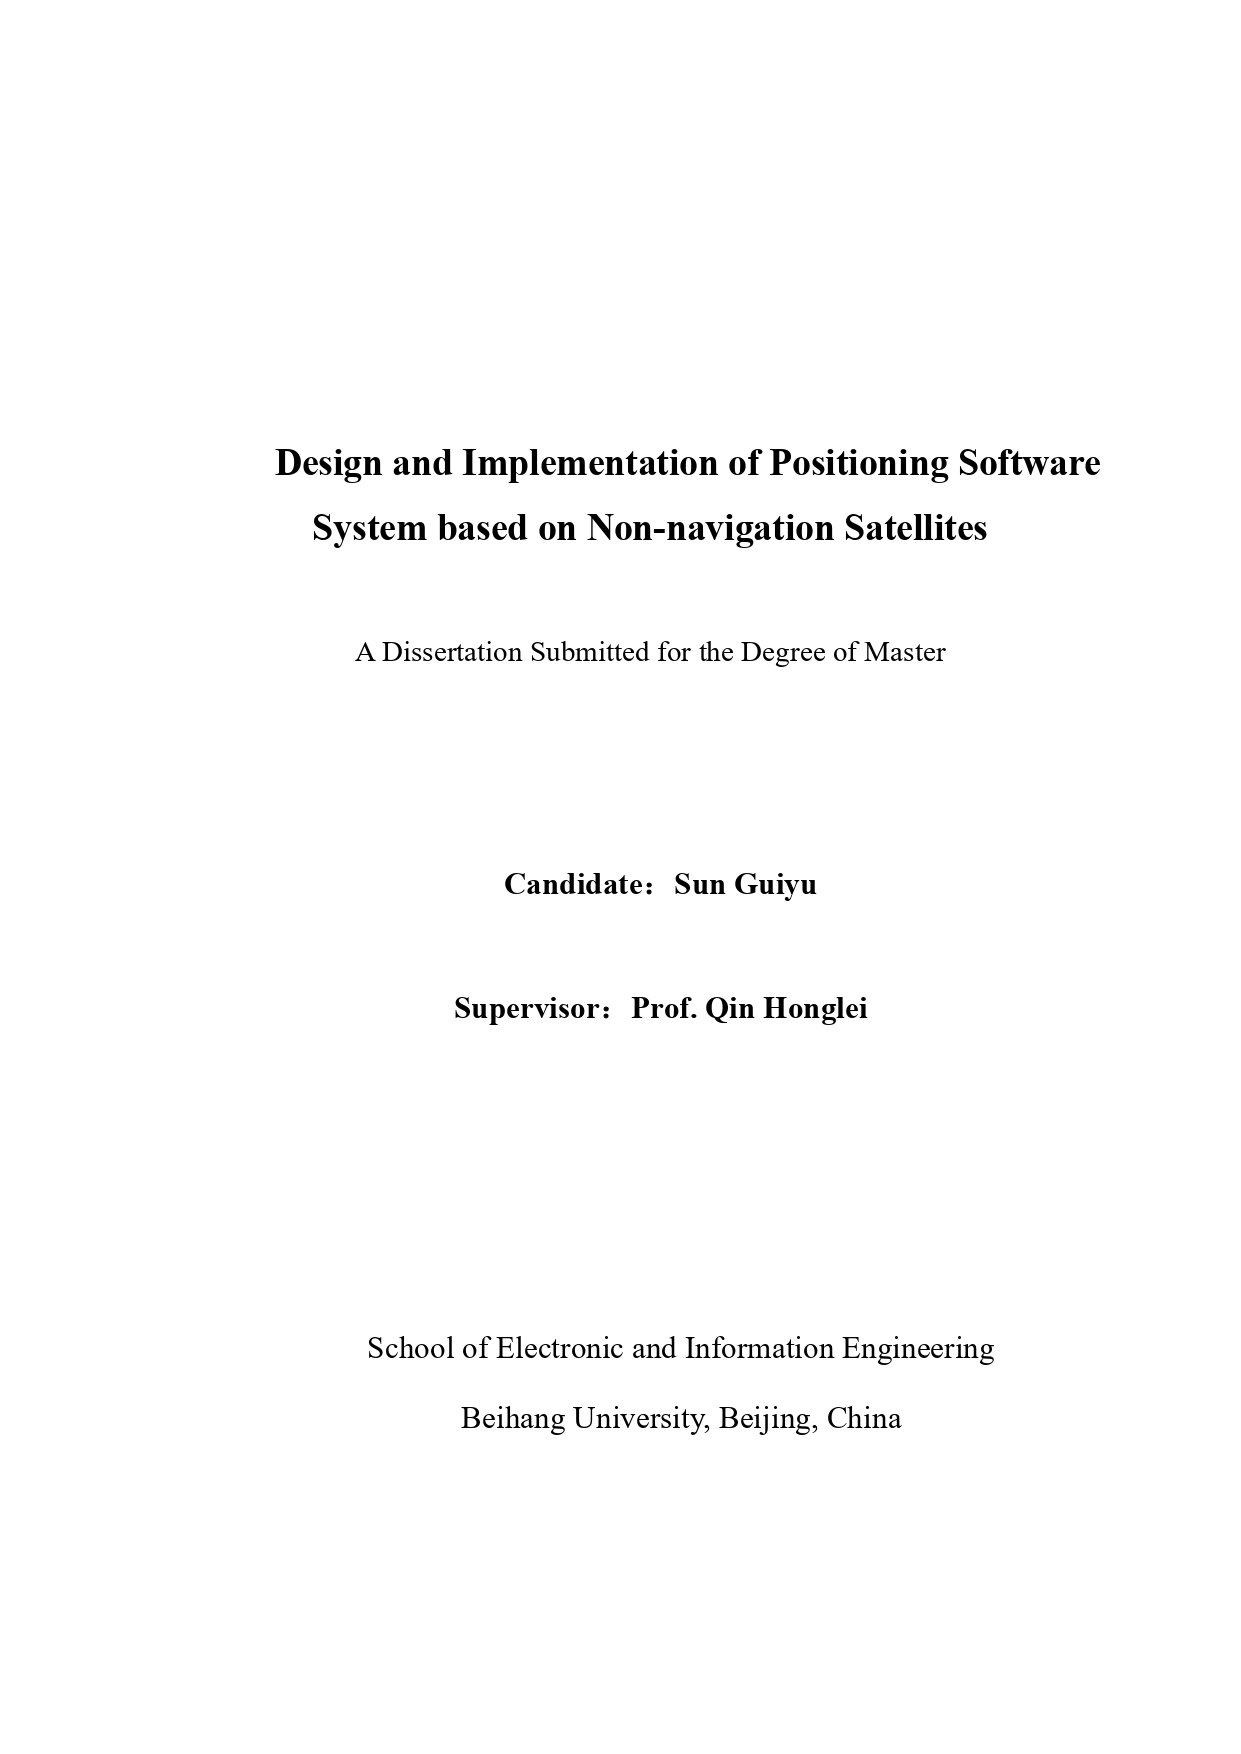 Design and Implementation of Positioning Software
System based on Non-navigation Satellites
A Dissertation Submitted for the Degree of Master
Candidate：Sun Guiyu
Supervisor：Prof. Qin Honglei
School of Electronic and Information Engineering
Beihang University, Beijing, China